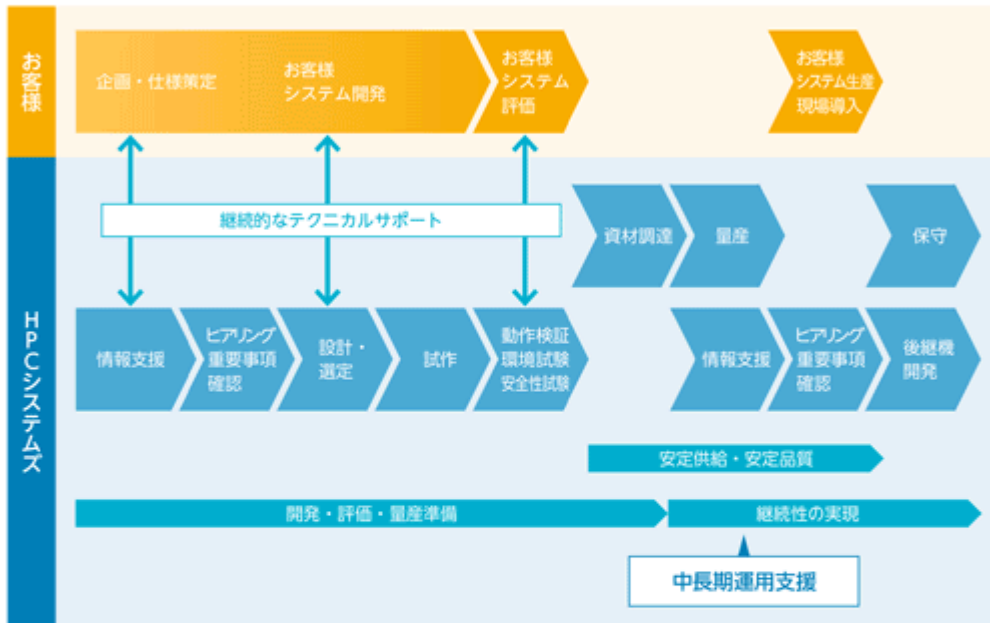 お客様
企画・仕様策定
お客様
システム開発
お客様
システム
評価
お客様
システム生産
現場導入
継続的なテクニカルサポート
資材調達
量産
保守
HPCシステムズ
情報支援
ヒアリング
重要事項
確認
設計・
選定
試作
動作検証
環境試験
安全性試験
情報支援
ヒアリング
重要事項
確認
後継機
開発
安定供給・安定品質
開発・評価・量産準備
継続性の実現
中長期運用支援